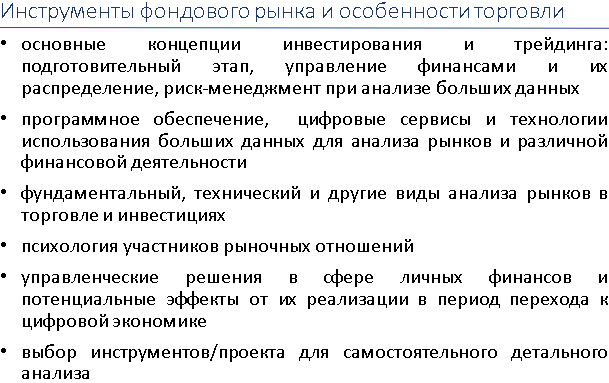 Инструменты фондового рынка и особенности торговли
• основные концепции инвестирования и трейдинга:
подготовительный этап, управление финансами и их
распределение, риск-менеджмент при анализе больших данных
• программное обеспечение, цифровые сервисы и технологии
использования больших данных для анализа рынков и различной
финансовой деятельности
• фундаментальный, технический и другие виды анализа рынков в
торговле и инвестициях
• психология участников рыночных отношений
• управленческие решения в сфере личных финансов и
потенциальные эффекты от их реализации в период перехода к
цифровой экономике
• выбор инструментов/проекта для самостоятельного детального
анализа